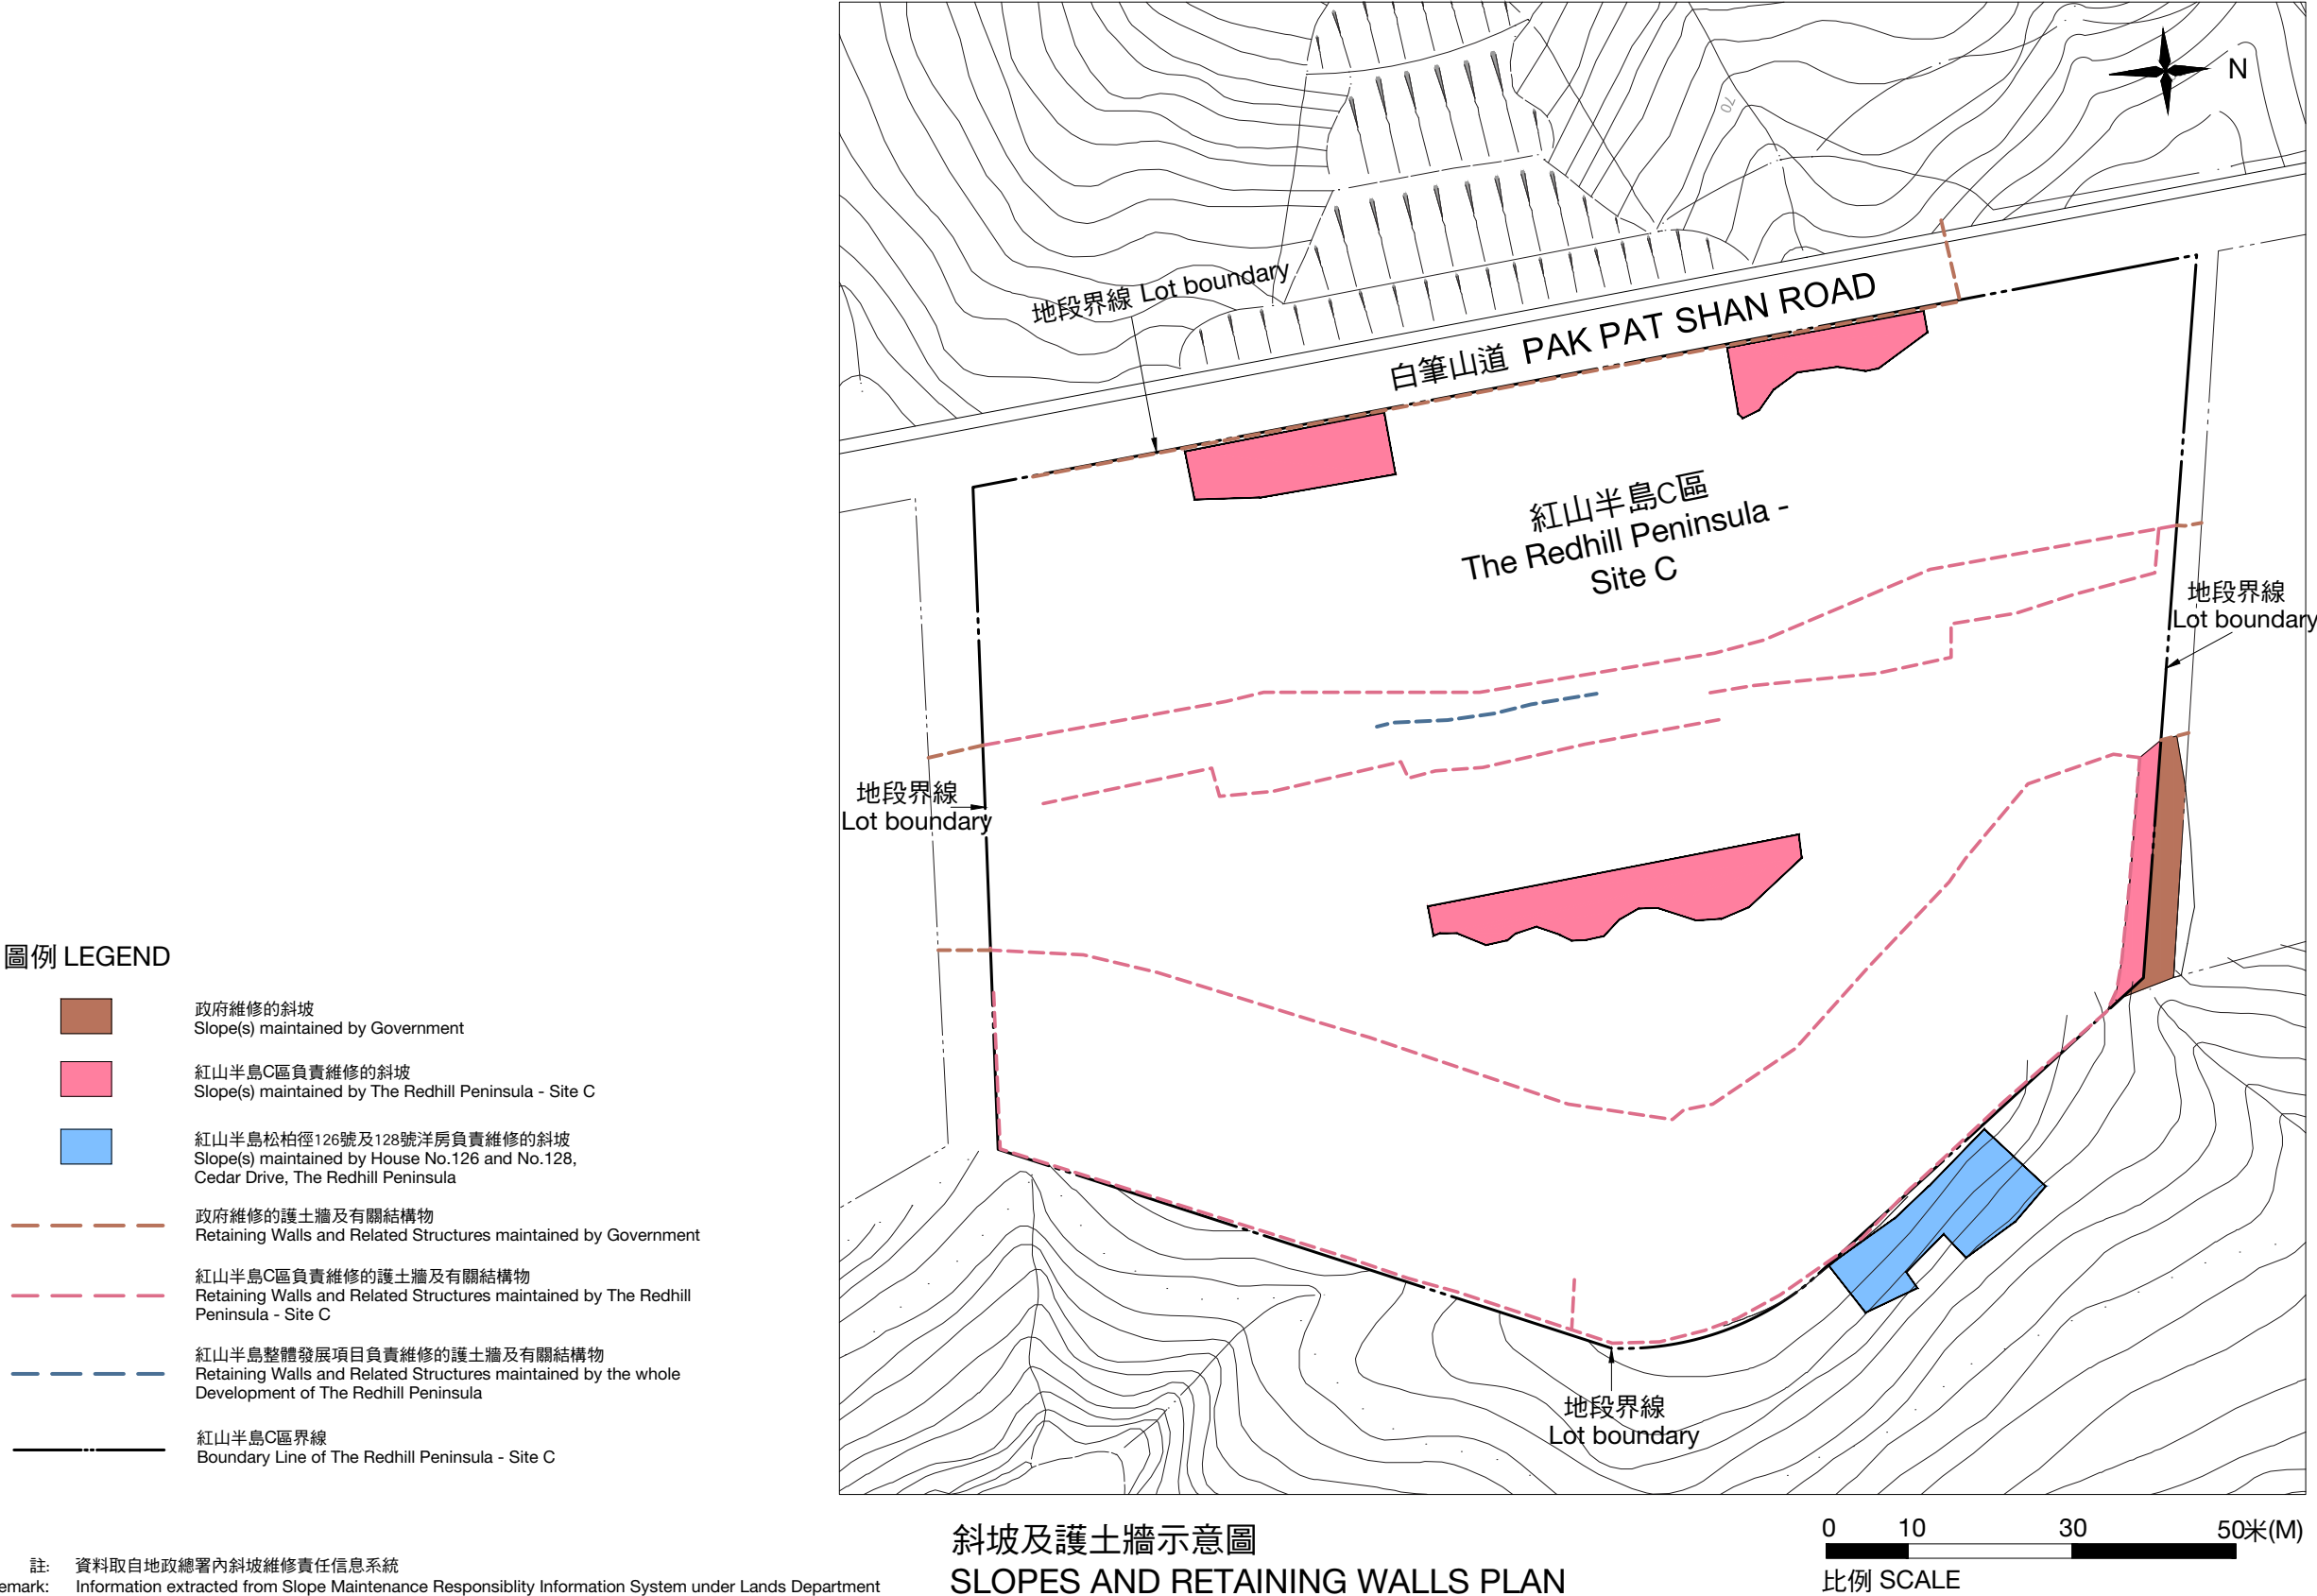 N
70
地段界線 Lot boundary
白筆山道 PAK PAT SHAN ROAD
紅山半島C區
The Redhill Peninsula -
Site C
地段界線
Lot boundary
地段界線
Lot boundary
地段界線
Lot boundary
圖例 LEGEND
政府維修的斜坡
Slope(s) maintained by Government
紅山半島C區負責維修的斜坡
Slope(s) maintained by The Redhill Peninsula - Site C
紅山半島松柏徑126號及128號洋房負責維修的斜坡
Slope(s) maintained by House No.126 and No.128,
Cedar Drive, The Redhill Peninsula
政府維修的護土牆及有關結構物
Retaining Walls and Related Structures maintained by Government
紅山半島C區負責維修的護土牆及有關結構物
Retaining Walls and Related Structures maintained by The Redhill
Peninsula - Site C
紅山半島整體發展項目負責維修的護土牆及有關結構物
Retaining Walls and Related Structures maintained by the whole
Development of The Redhill Peninsula
紅山半島C區界線
Boundary Line of The Redhill Peninsula - Site C
註: 資料取自地政總署內斜坡維修責任信息系統
emark: Information extracted from Slope Maintenance Responsiblity Information System under Lands Department
斜坡及護土牆示意圖
SLOPES AND RETAINING WALLS PLAN
0 10 30 50米(M)
比例 SCALE